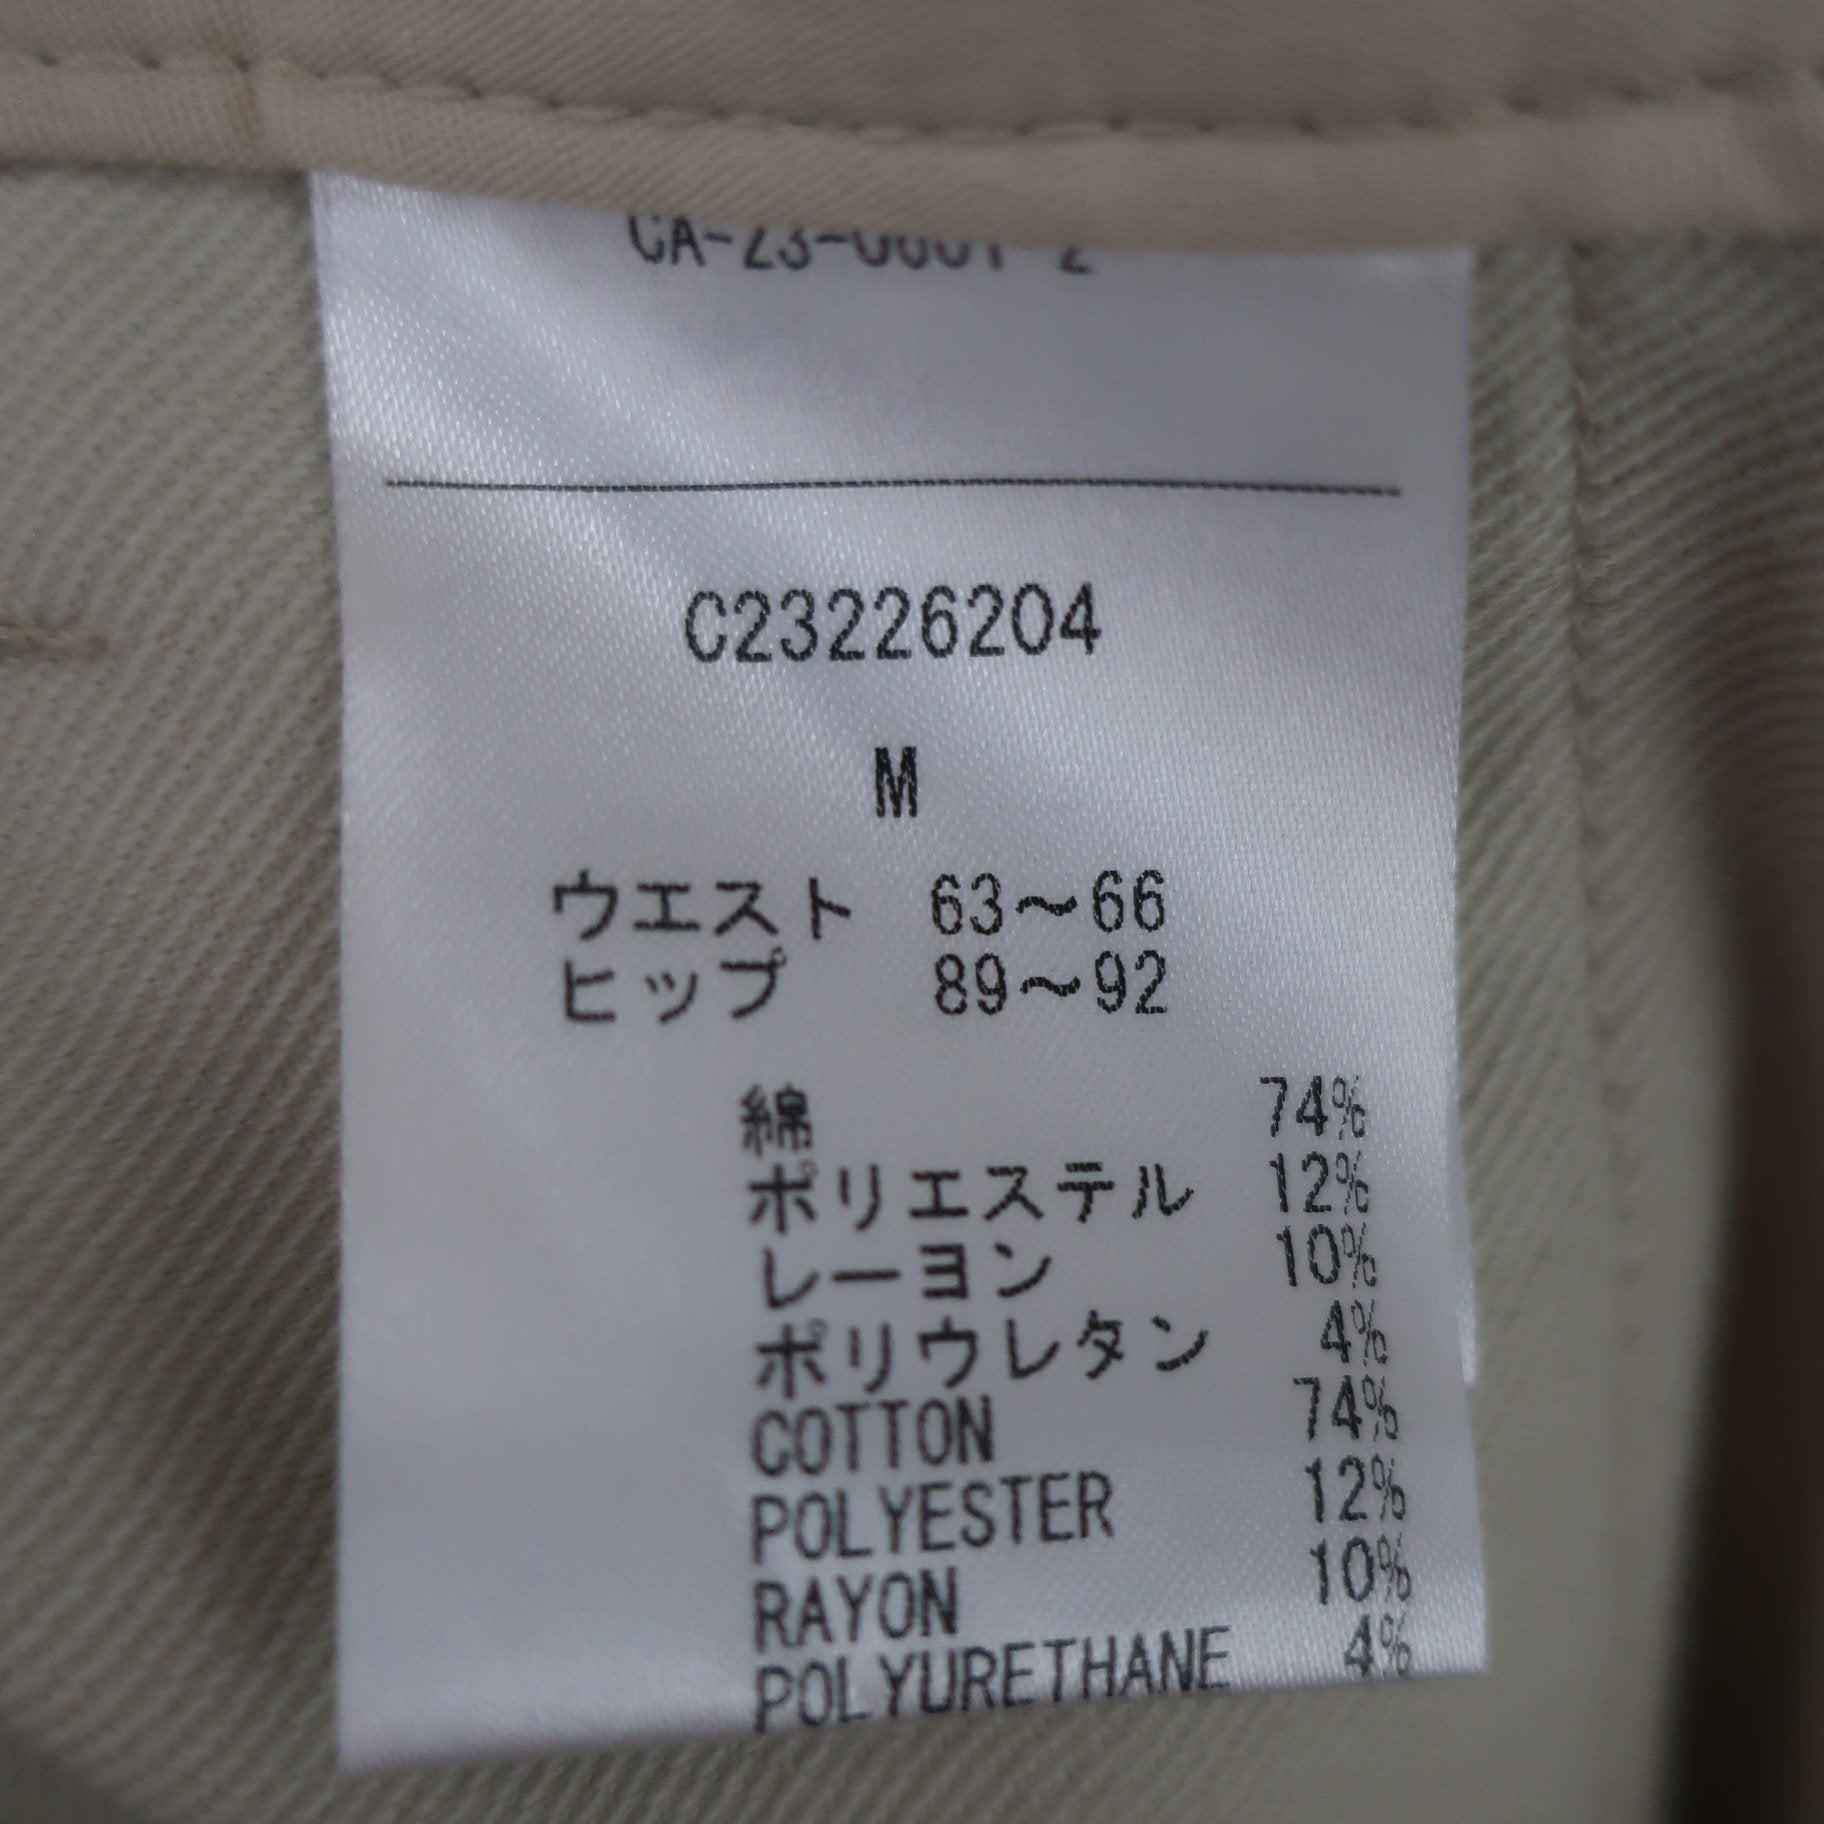 C23226204
M
ウエスト 63～66
ヒップ 89～92
綿 74%
ポリエステル 12%
レーヨン 10%
ポリウレタン 4%
COTTON 74%
POLYESTER 12%
RAYON 10%
POLYURETHANE 4%